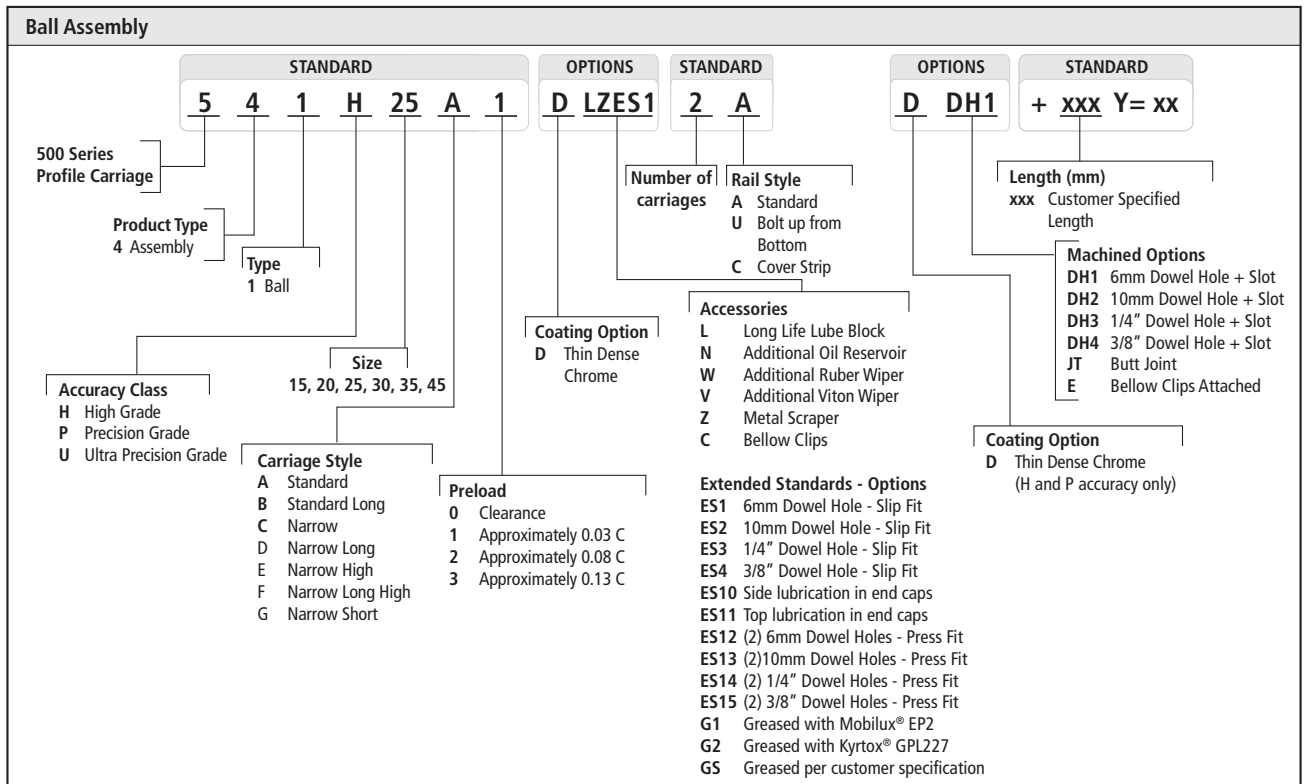 Ball Assembly
STANDARD OPTIONS STANDARD OPTIONS STANDARD
5 4 1 H 25 A 1 D LZES1 2 A D DH1 + xxx Y= xx
500 Series
Profile Carriage
Product Type
4 Assembly
Type
1 Ball
Accuracy Class
H High Grade
P Precision Grade
U Ultra Precision Grade
Size
15, 20, 25, 30, 35, 45
Carriage Style
A Standard
B Standard Long
C Narrow
D Narrow Long
E Narrow High
F Narrow Long High
G Narrow Short
Preload
0 Clearance
1 Approximately 0.03 C
2 Approximately 0.08 C
3 Approximately 0.13 C
Coating Option
D Thin Dense
Chrome
Number of
carriages
Rail Style
A Standard
U Bolt up from
Bottom
C Cover Strip
Accessories
L Long Life Lube Block
N Additional Oil Reservoir
W Additional Ruber Wiper
V Additional Viton Wiper
Z Metal Scraper
C Bellow Clips
Extended Standards - Options
ES1 6mm Dowel Hole - Slip Fit
ES2 10mm Dowel Hole - Slip Fit
ES3 1/4” Dowel Hole - Slip Fit
ES4 3/8” Dowel Hole - Slip Fit
ES10 Side lubrication in end caps
ES11 Top lubrication in end caps
ES12 (2) 6mm Dowel Holes - Press Fit
ES13 (2)10mm Dowel Holes - Press Fit
ES14 (2) 1/4” Dowel Holes - Press Fit
ES15 (2) 3/8” Dowel Holes - Press Fit
G1 Greased with Mobilux® EP2
G2 Greased with Kyrtox® GPL227
GS Greased per customer specification
Length (mm)
xxx Customer Specified
Length
Machined Options
DH1 6mm Dowel Hole + Slot
DH2 10mm Dowel Hole + Slot
DH3 1/4” Dowel Hole + Slot
DH4 3/8” Dowel Hole + Slot
JT Butt Joint
E Bellow Clips Attached
Coating Option
D Thin Dense Chrome
(H and P accuracy only)